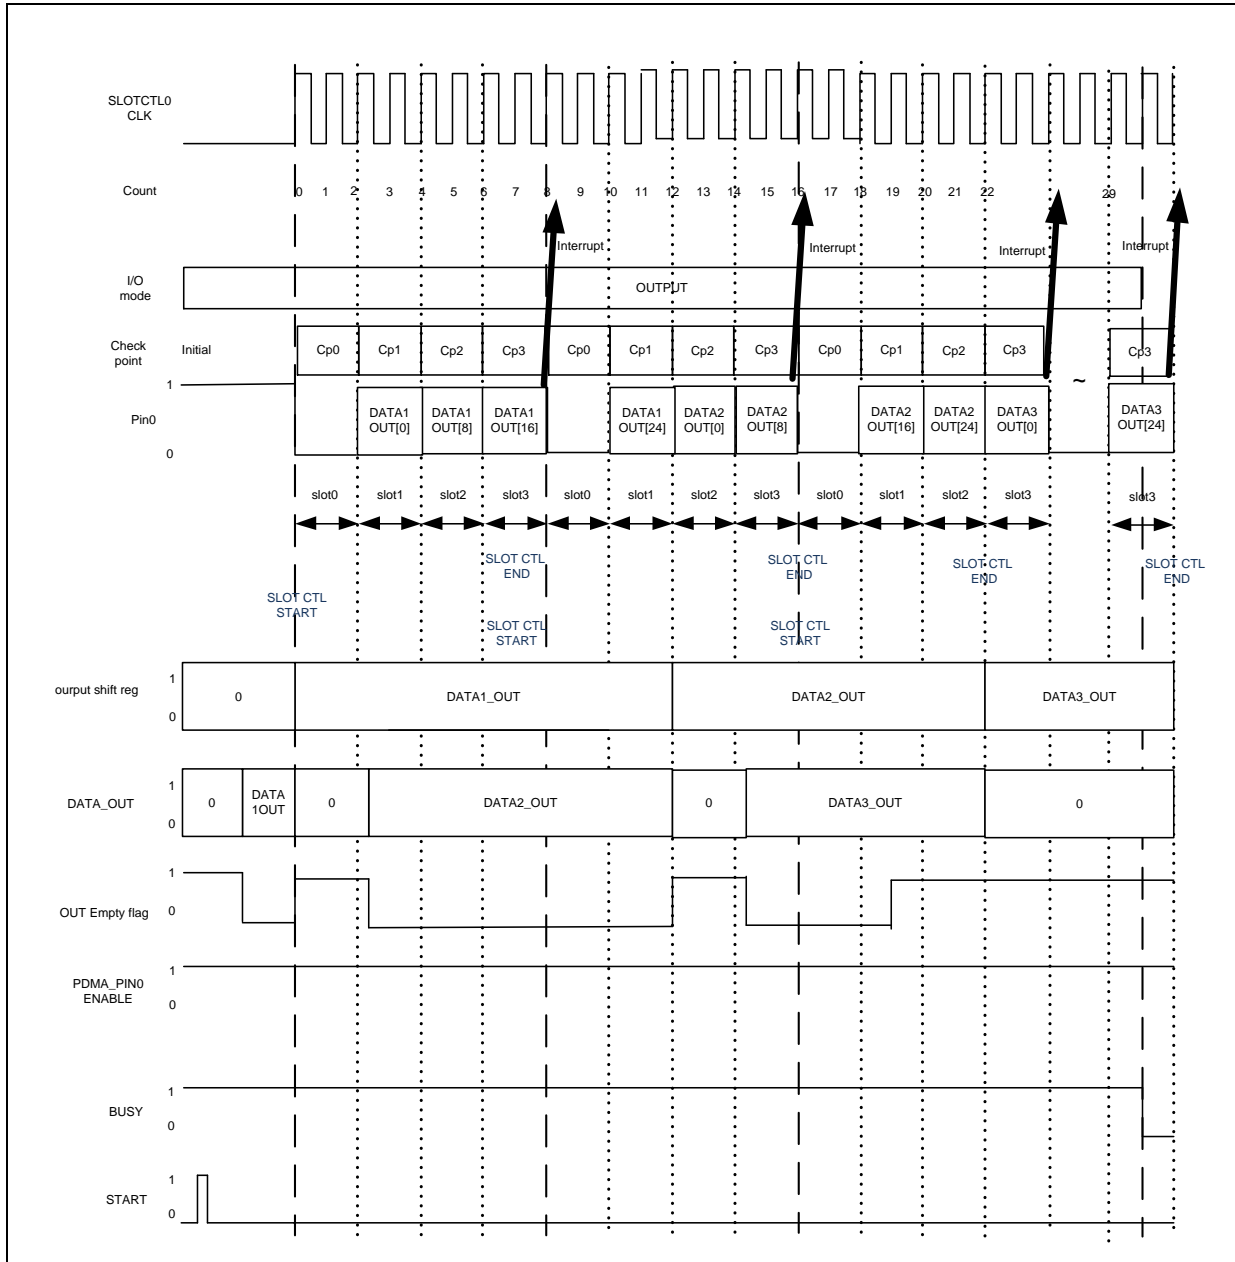 SLOTCTL0
CLK
Count
0 1 2 3 4 5 6 7 8 9 10 11 12 13 14 15 16 17 18 19 20 21 22 29
Interrupt Interrupt Interrupt Interrupt
I/O
mode
OUTPUT
Check
point
Initial
Cp0 Cp1 Cp2 Cp3 Cp0 Cp1 Cp2 Cp3 Cp0 Cp1 Cp2 Cp3 Cp3
1
~
Pin0
0
DATA1
OUT[0]
DATA1
OUT[8]
DATA1
OUT[16]
DATA1
OUT[24]
DATA2
OUT[0]
DATA2
OUT[8]
DATA2
OUT[16]
DATA2
OUT[24]
DATA3
OUT[0]
DATA3
OUT[24]
slot0 slot1 slot2 slot3 slot0 slot1 slot2 slot3 slot0 slot1 slot2 slot3 slot3
SLOT CTL
START
SLOT CTL
END
SLOT CTL
START
SLOT CTL
END
SLOT CTL
START
SLOT CTL
END
SLOT CTL
END
ourput shift reg
1
0
0 DATA1_OUT DATA2_OUT DATA3_OUT
DATA_OUT
1
0
0
DATA
1OUT
0 DATA2_OUT 0 DATA3_OUT 0
OUT Empty flag
1
0
PDMA_PIN0
ENABLE
1
0
BUSY
1
0
START
1
0